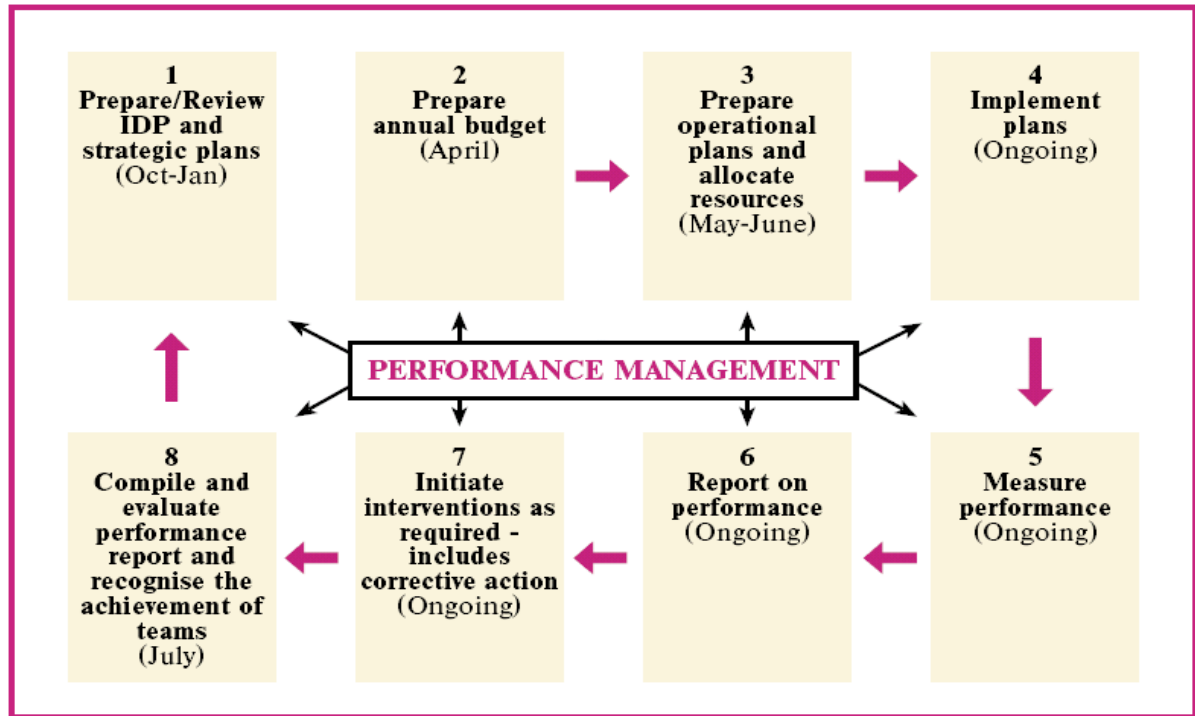 1
Prepare/Review
IDP and
strategic plans
(Oct-Jan)
2
Prepare
annual budget
(April)
3
Prepare
operational
plans and
allocate
resources
(May-June)
4
Implement
plans
(Ongoing)
PERFORMANCE MANAGEMENT
8
Compile and
evaluate
performance
report and
recognise the
achievement of
teams
(July)
7
Initiate
interventions as
required -
includes
corrective action
(Ongoing)
6
Report on
performance
(Ongoing)
5
Measure
performance
(Ongoing)